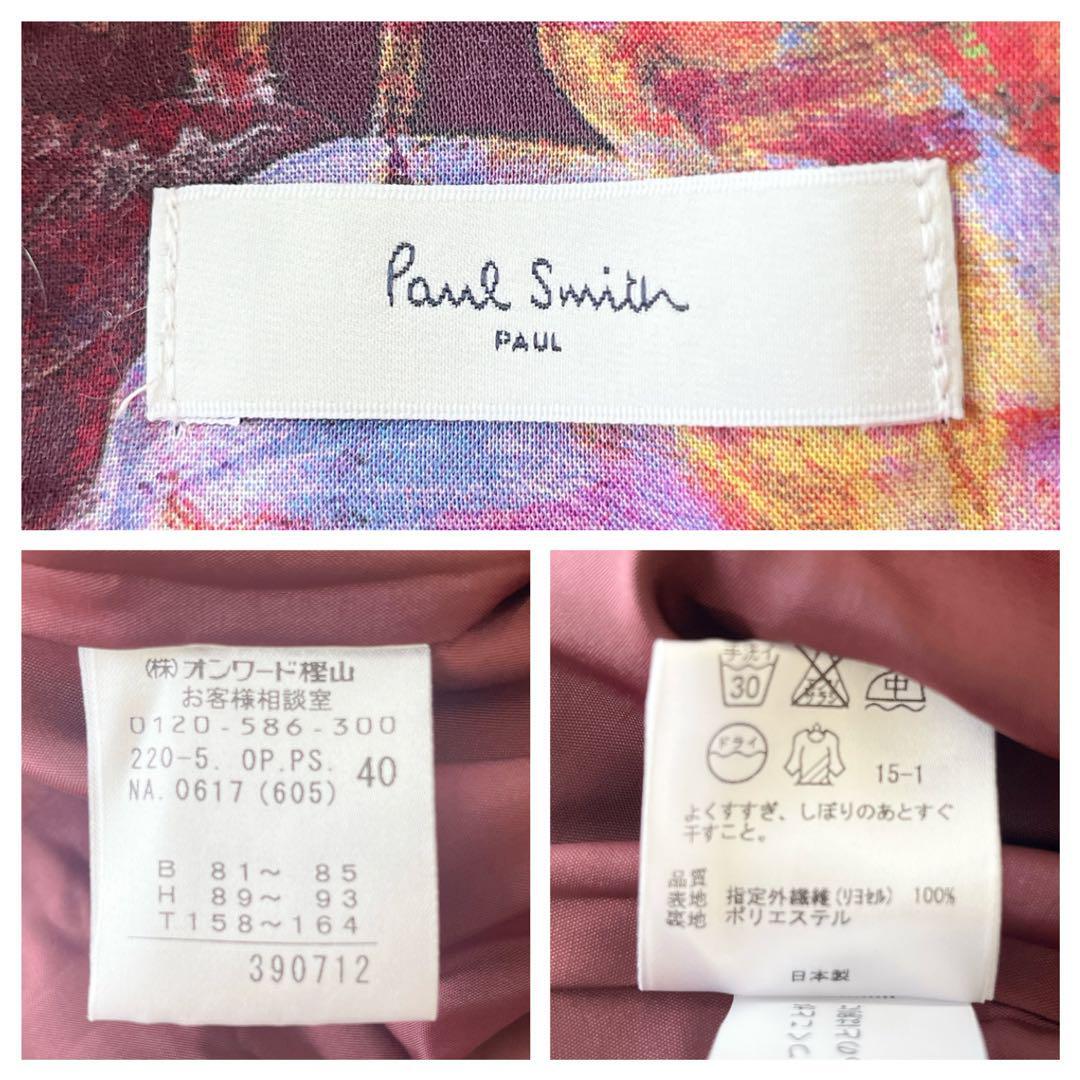 Paul Smith
PAUL
(株)オンワード樫山
お客様相談室
0120-586-300
220-5. OP.PS. 40
NA. 0617 (605)
B 81～ 85
H 89～ 93
T158～164
390712
手洗イ
30
中
ドライ
15-1
よくすすぎ、しぼりのあとすぐ
干すこと。
品質
表地 指定外繊維(リヨセル) 100%
裏地 ポリエステル
日本製